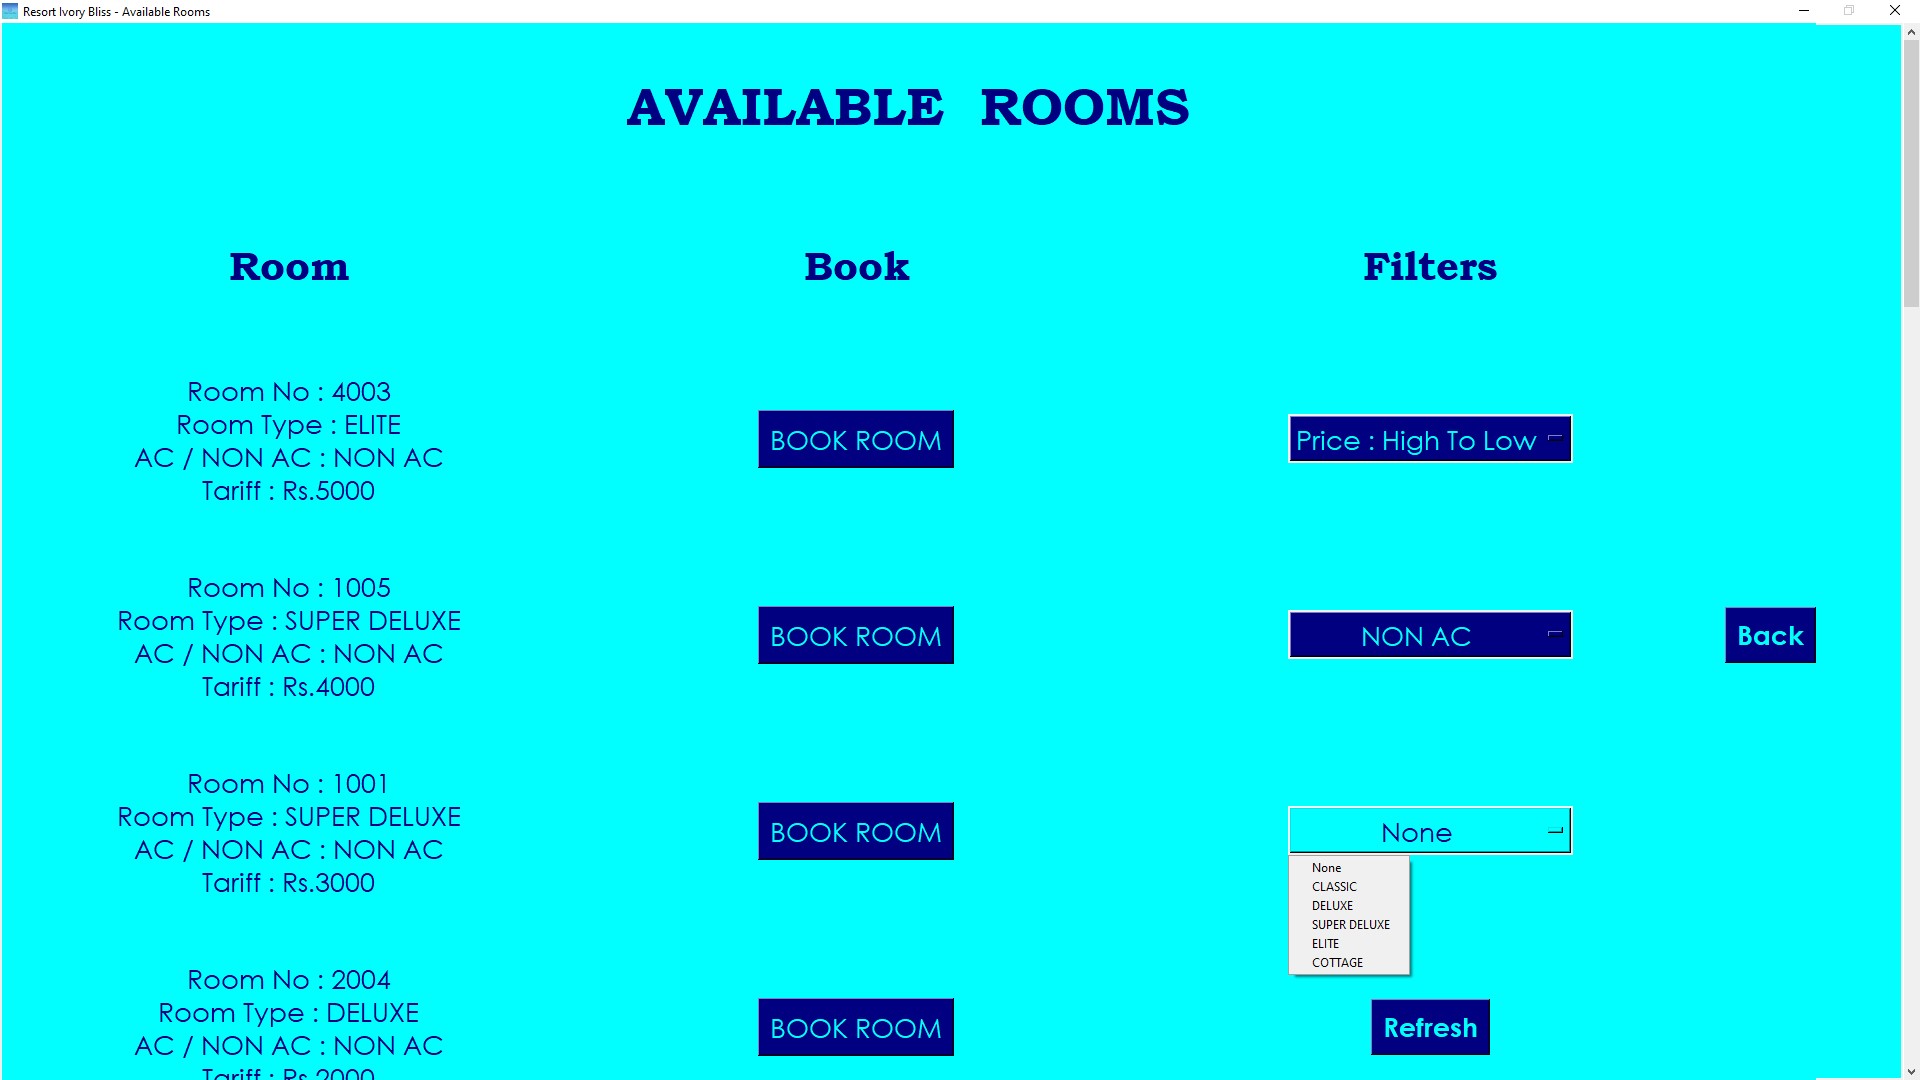 Resort Ivory Bliss - Available Rooms
AVAILABLE ROOMS
Room
Book
Filters
Room No : 4003
Room Type : ELITE
AC / NON AC : NON AC
Tariff : Rs.5000
BOOK ROOM
Price : High To Low
Room No : 1005
Room Type : SUPER DELUXE
AC / NON AC : NON AC
Tariff : Rs.4000
BOOK ROOM
NON AC
Back
Room No : 1001
Room Type : SUPER DELUXE
AC / NON AC : NON AC
Tariff : Rs.3000
BOOK ROOM
None
None
CLASSIC
DELUXE
SUPER DELUXE
ELITE
COTTAGE
Room No : 2004
Room Type : DELUXE
AC / NON AC : NON AC
Tariff : Rs.2000
BOOK ROOM
Refresh